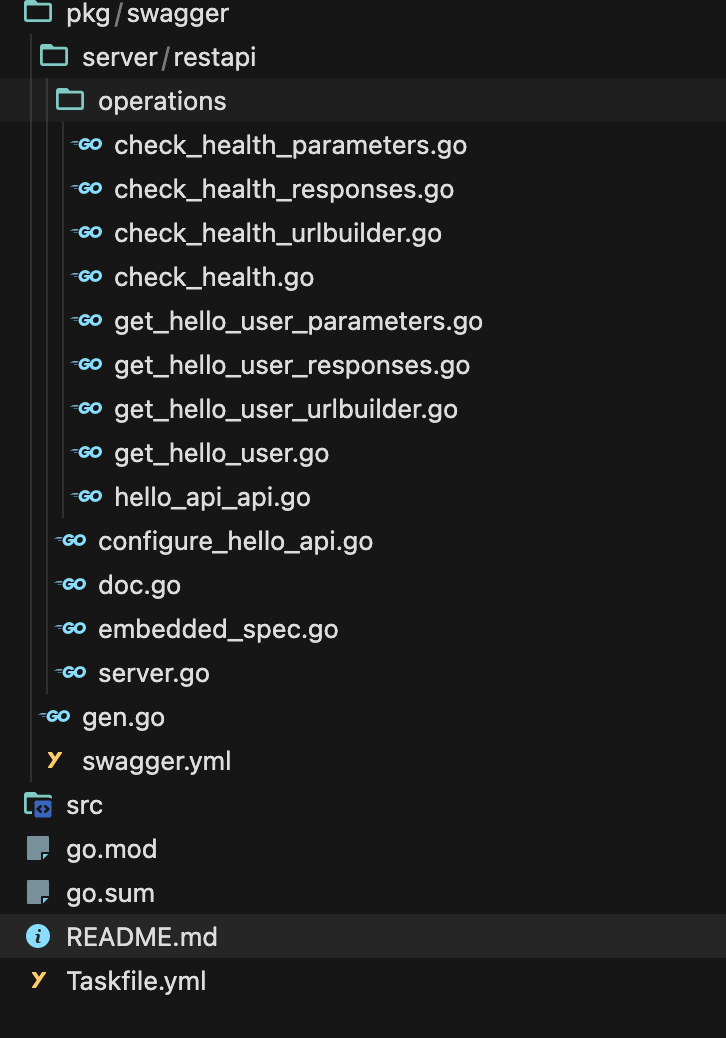 pkg/swagger
server/restapi
operations
GO check_health_parameters.go
GO check_health_responses.go
GO check_health_urlbuilder.go
GO check_health.go
GO get_hello_user_parameters.go
GO get_hello_user_responses.go
GO get_hello_user_urlbuilder.go
GO get_hello_user.go
GO hello_api_api.go
GO configure_hello_api.go
GO doc.go
GO embedded_spec.go
GO server.go
GO gen.go
Y swagger.yml
src
go.mod
go.sum
i README.md
Y Taskfile.yml